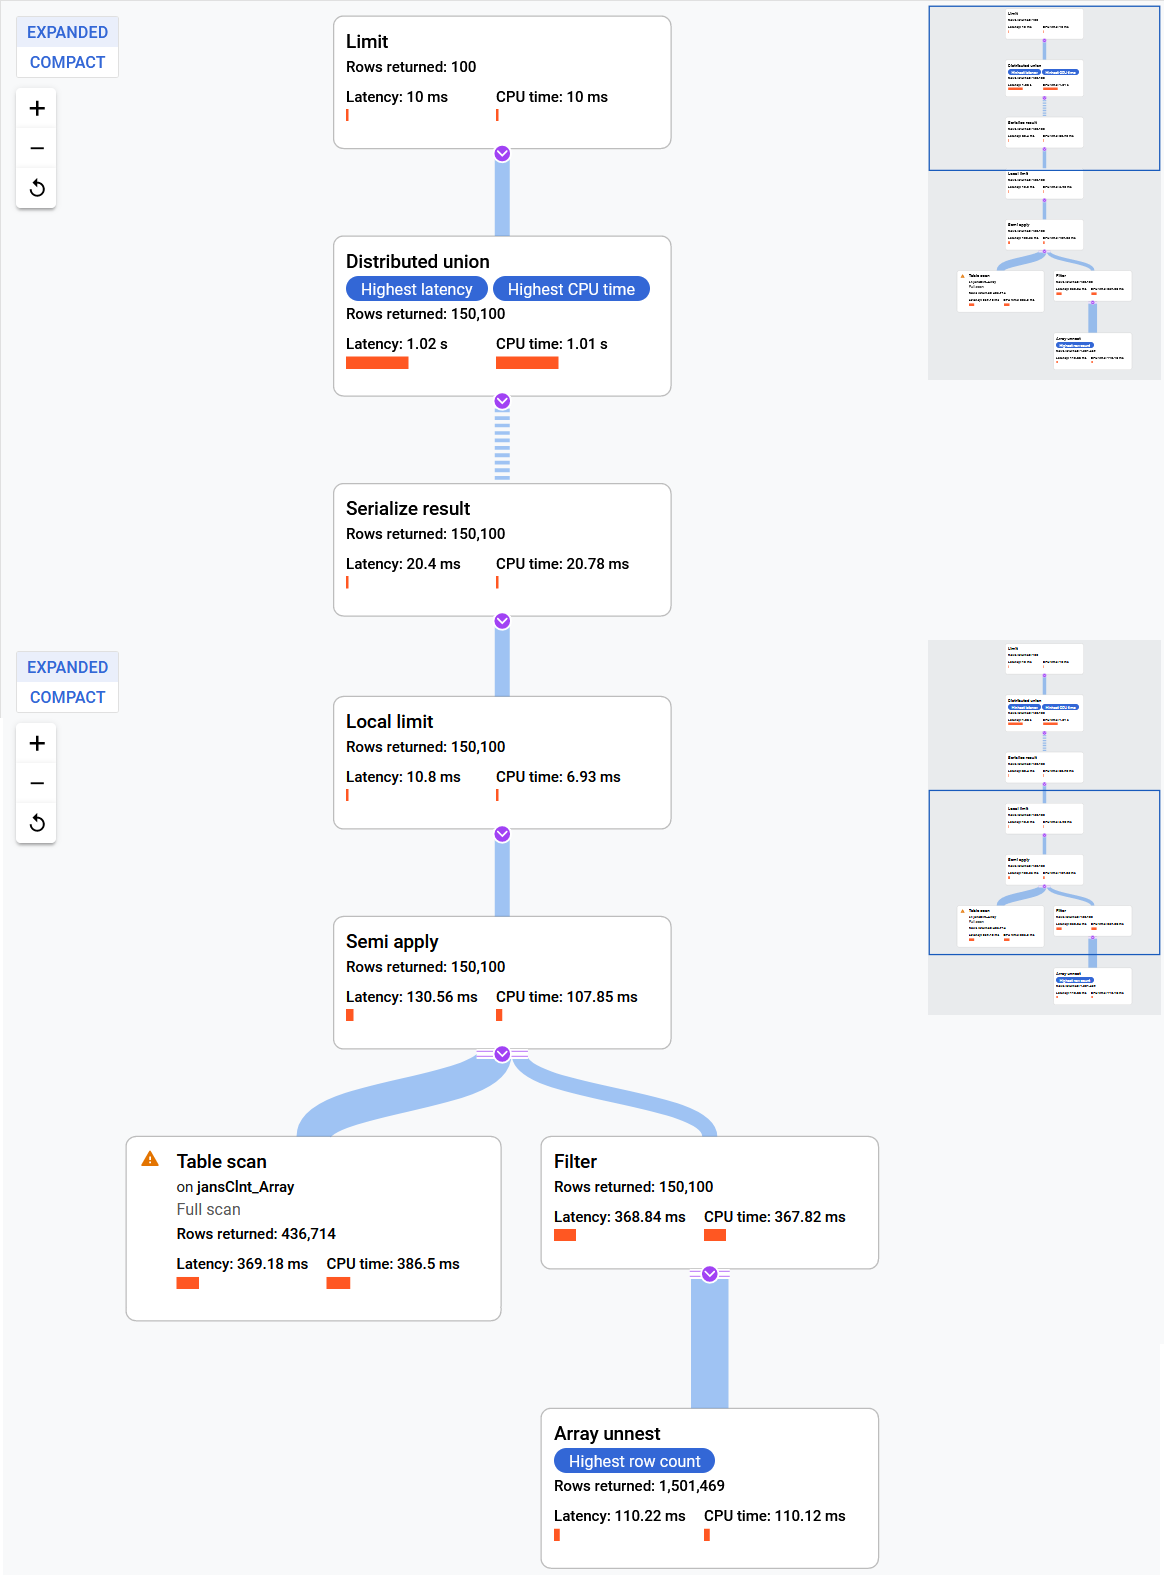 EXPANDED
COMPACT
Limit
Rows returned: 100
Latency: 10 ms CPU time: 10 ms
Distributed union
Highest latency Highest CPU time
Rows returned: 150,100
Latency: 1.02 s CPU time: 1.01 s
Serialize result
Rows returned: 150,100
Latency: 20.4 ms CPU time: 20.78 ms
EXPANDED
COMPACT
Local limit
Rows returned: 150,100
Latency: 10.8 ms CPU time: 6.93 ms
Semi apply
Rows returned: 150,100
Latency: 130.56 ms CPU time: 107.85 ms
Table scan
on jansClnt_Array
Full scan
Rows returned: 436,714
Latency: 369.18 ms CPU time: 386.5 ms
Filter
Rows returned: 150,100
Latency: 368.84 ms CPU time: 367.82 ms
Array unnest
Highest row count
Rows returned: 1,501,469
Latency: 110.22 ms CPU time: 110.12 ms